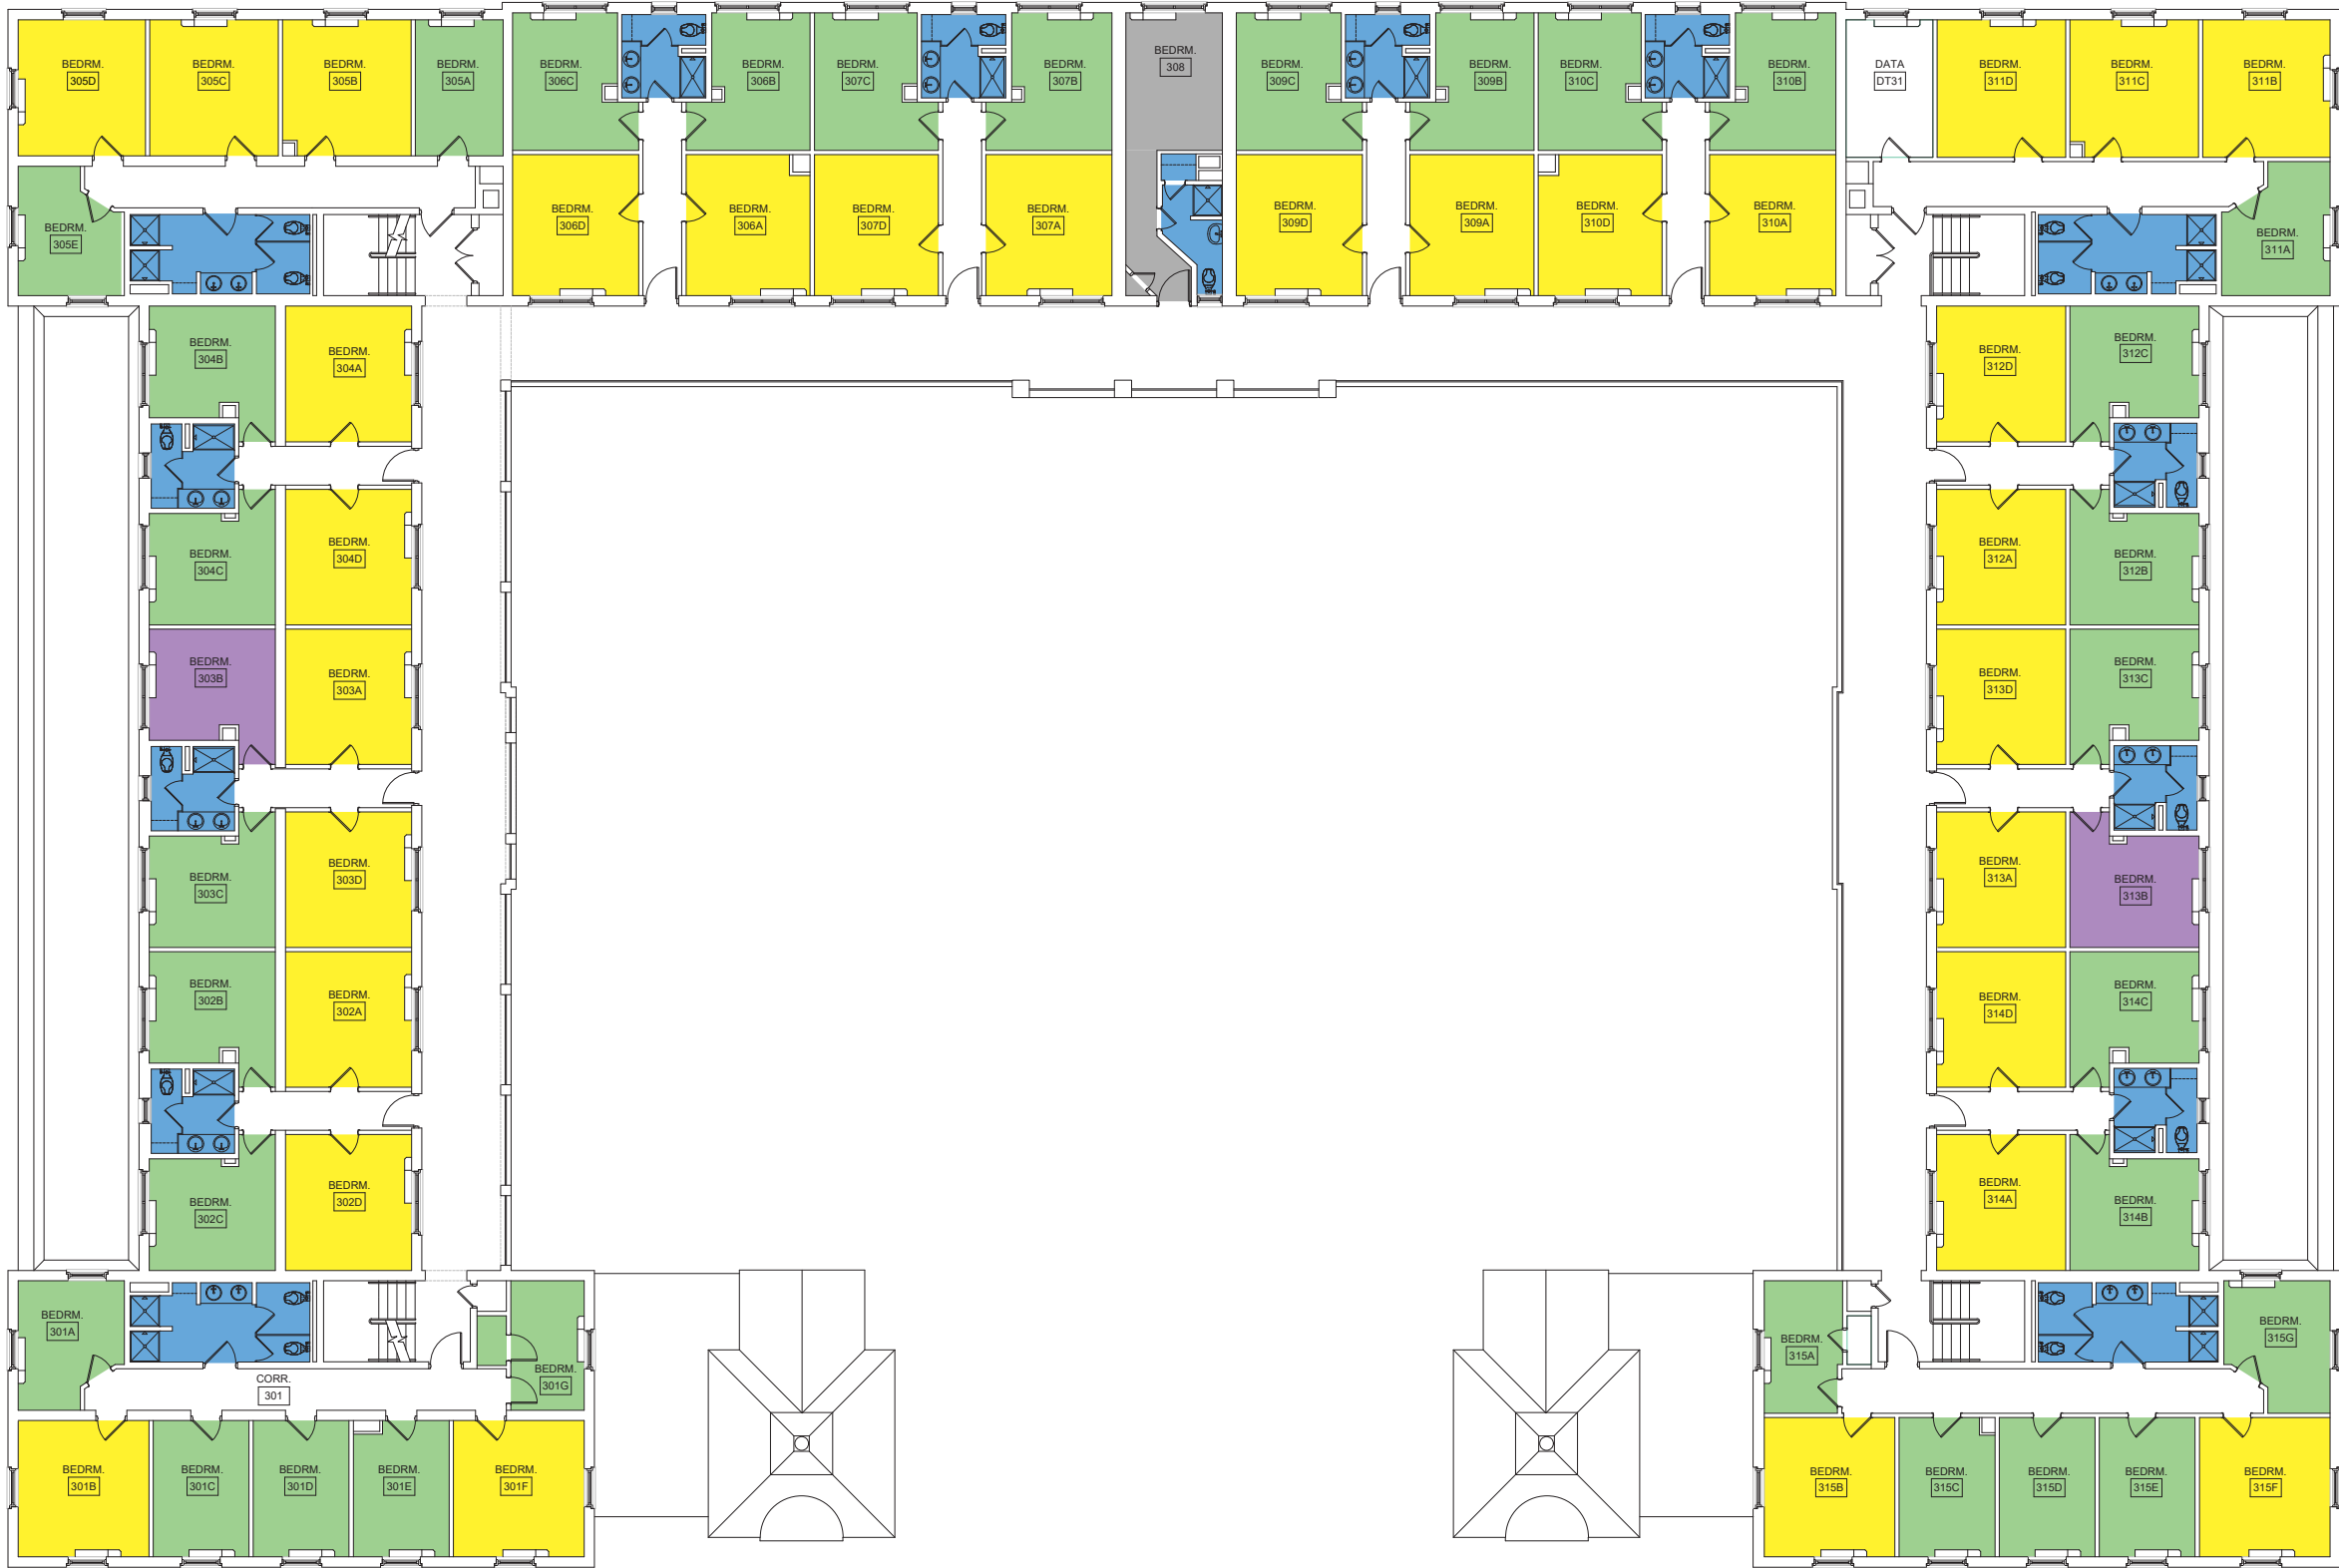 BEDRM.
305D
BEDRM.
305C
BEDRM.
305B
BEDRM.
305A
BEDRM.
306C
BEDRM.
306B
BEDRM.
307C
BEDRM.
307B
BEDRM.
308
BEDRM.
309C
BEDRM.
309B
BEDRM.
310C
BEDRM.
310B
DATA
DT31
BEDRM.
311D
BEDRM.
311C
BEDRM.
311B
BEDRM.
305E
BEDRM.
306D
BEDRM.
306A
BEDRM.
307D
BEDRM.
307A
BEDRM.
309D
BEDRM.
309A
BEDRM.
310D
BEDRM.
310A
BEDRM.
311A
BEDRM.
304B
BEDRM.
304A
BEDRM.
312D
BEDRM.
312C
BEDRM.
304C
BEDRM.
304D
BEDRM.
312A
BEDRM.
312B
BEDRM.
303B
BEDRM.
303A
BEDRM.
313D
BEDRM.
313C
BEDRM.
303C
BEDRM.
303D
BEDRM.
313A
BEDRM.
313B
BEDRM.
302B
BEDRM.
302A
BEDRM.
314D
BEDRM.
314C
BEDRM.
302C
BEDRM.
302D
BEDRM.
314A
BEDRM.
314B
BEDRM.
301A
CORR.
301
BEDRM.
301G
BEDRM.
315A
BEDRM.
315G
BEDRM.
301B
BEDRM.
301C
BEDRM.
301D
BEDRM.
301E
BEDRM.
301F
BEDRM.
315B
BEDRM.
315C
BEDRM.
315D
BEDRM.
315E
BEDRM.
315F